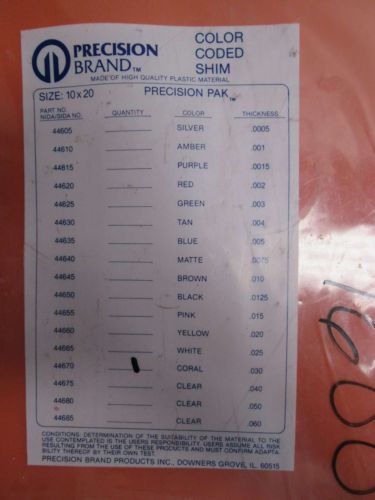 PRECISION BRAND™
COLOR CODED SHIM
MADE OF HIGH QUALITY PLASTIC MATERIAL
SIZE: 10 x 20 PRECISION PAK™
PART NO. NIDA/SIDA NO. QUANTITY COLOR THICKNESS
44605 SILVER .0005
44610 AMBER .001
44615 PURPLE .0015
44620 RED .002
44625 GREEN .003
44630 TAN .004
44635 BLUE .005
44640 MATTE .0075
44645 BROWN .010
44650 BLACK .0125
44655 PINK .015
44660 YELLOW .020
44665 WHITE .025
44670 CORAL .030
44675 CLEAR .040
44680 CLEAR .050
44685 CLEAR .060
CONDITIONS: DETERMINATION OF THE SUITABILITY OF THE MATERIAL TO THE
USE CONTEMPLATED IS THE USERS RESPONSIBILITY. USERS ASSUME ALL RISK
RESULTING FROM THE USE OF THESE PRODUCTS AND MUST CONFIRM ADAPTA-
BILITY THEREOF BY THEIR OWN TEST.
PRECISION BRAND PRODUCTS INC., DOWNERS GROVE, IL 60515